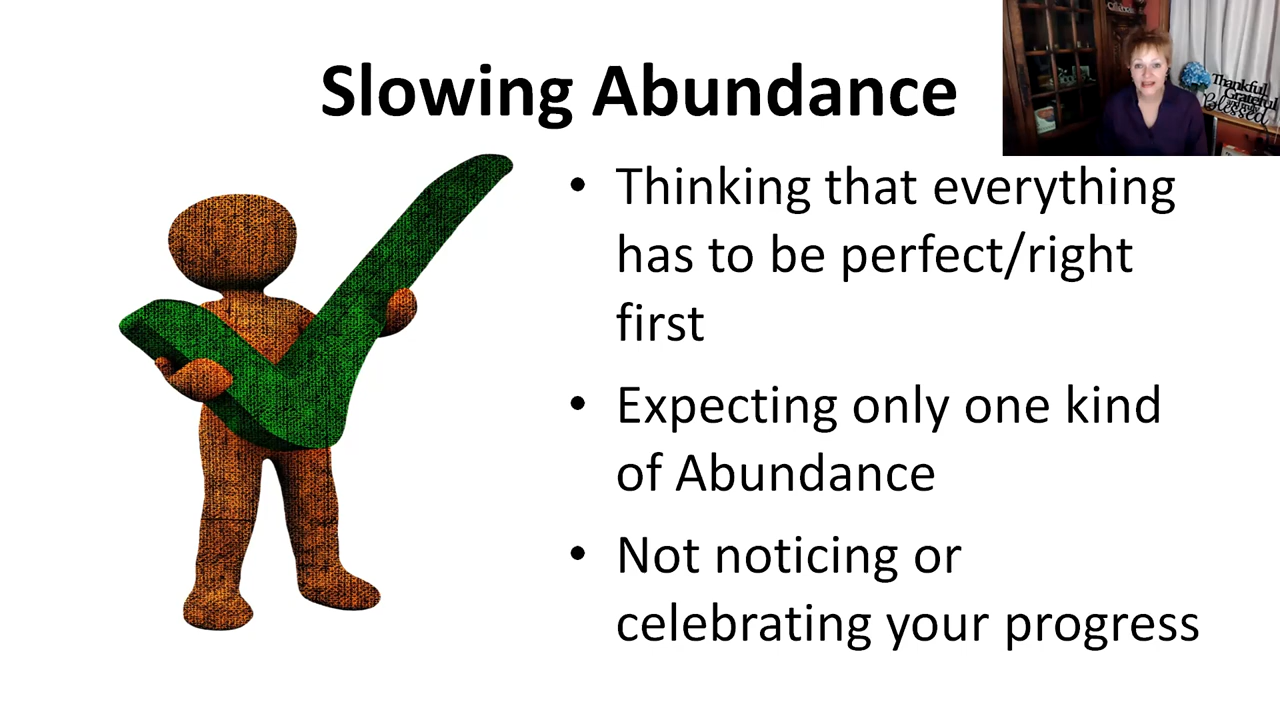 Slowing Abundance
Thankful
Grateful
Blessed
• Thinking that everything
has to be perfect/right
first
• Expecting only one kind
of Abundance
• Not noticing or
celebrating your progress